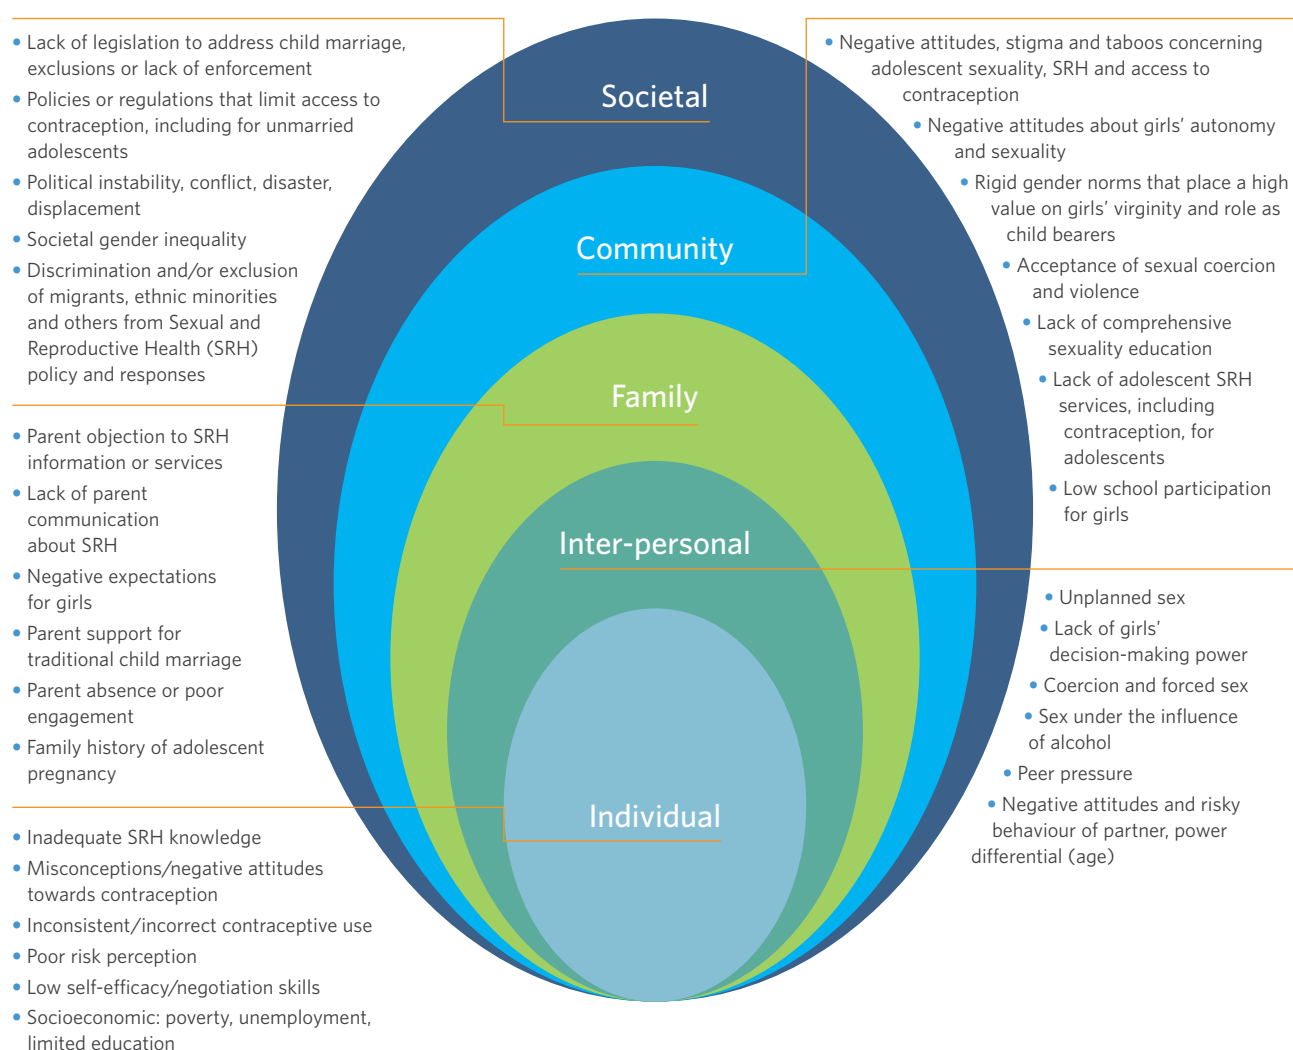 Societal
• Lack of legislation to address child marriage,
exclusions or lack of enforcement
• Policies or regulations that limit access to
contraception, including for unmarried
adolescents
• Political instability, conflict, disaster,
displacement
• Societal gender inequality
• Discrimination and/or exclusion
of migrants, ethnic minorities
and others from Sexual and
Reproductive Health (SRH)
policy and responses
Community
• Negative attitudes, stigma and taboos concerning
adolescent sexuality, SRH and access to
contraception
• Negative attitudes about girls’ autonomy
and sexuality
• Rigid gender norms that place a high
value on girls’ virginity and role as
child bearers
• Acceptance of sexual coercion
and violence
• Lack of comprehensive
sexuality education
• Lack of adolescent SRH
services, including
contraception, for
adolescents
• Low school participation
for girls
Family
• Parent objection to SRH
information or services
• Lack of parent
communication
about SRH
• Negative expectations
for girls
• Parent support for
traditional child marriage
• Parent absence or poor
engagement
• Family history of adolescent
pregnancy
Inter-personal
• Unplanned sex
• Lack of girls’
decision-making power
• Coercion and forced sex
• Sex under the influence
of alcohol
• Peer pressure
• Negative attitudes and risky
behaviour of partner, power
differential (age)
Individual
• Inadequate SRH knowledge
• Misconceptions/negative attitudes
towards contraception
• Inconsistent/incorrect contraceptive use
• Poor risk perception
• Low self-efficacy/negotiation skills
• Socioeconomic: poverty, unemployment,
limited education